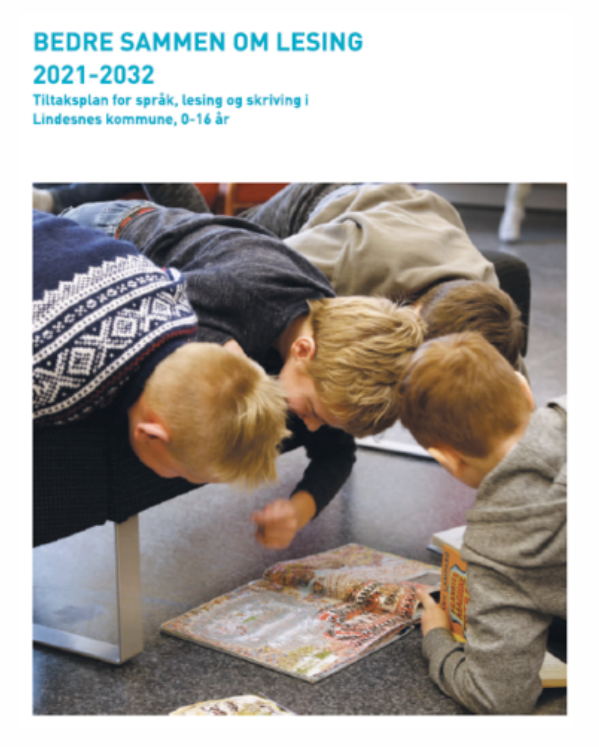 BEDRE SAMMEN OM LESING
2021-2032
Tiltaksplan for språk, lesing og skriving i
Lindesnes kommune, 0-16 år